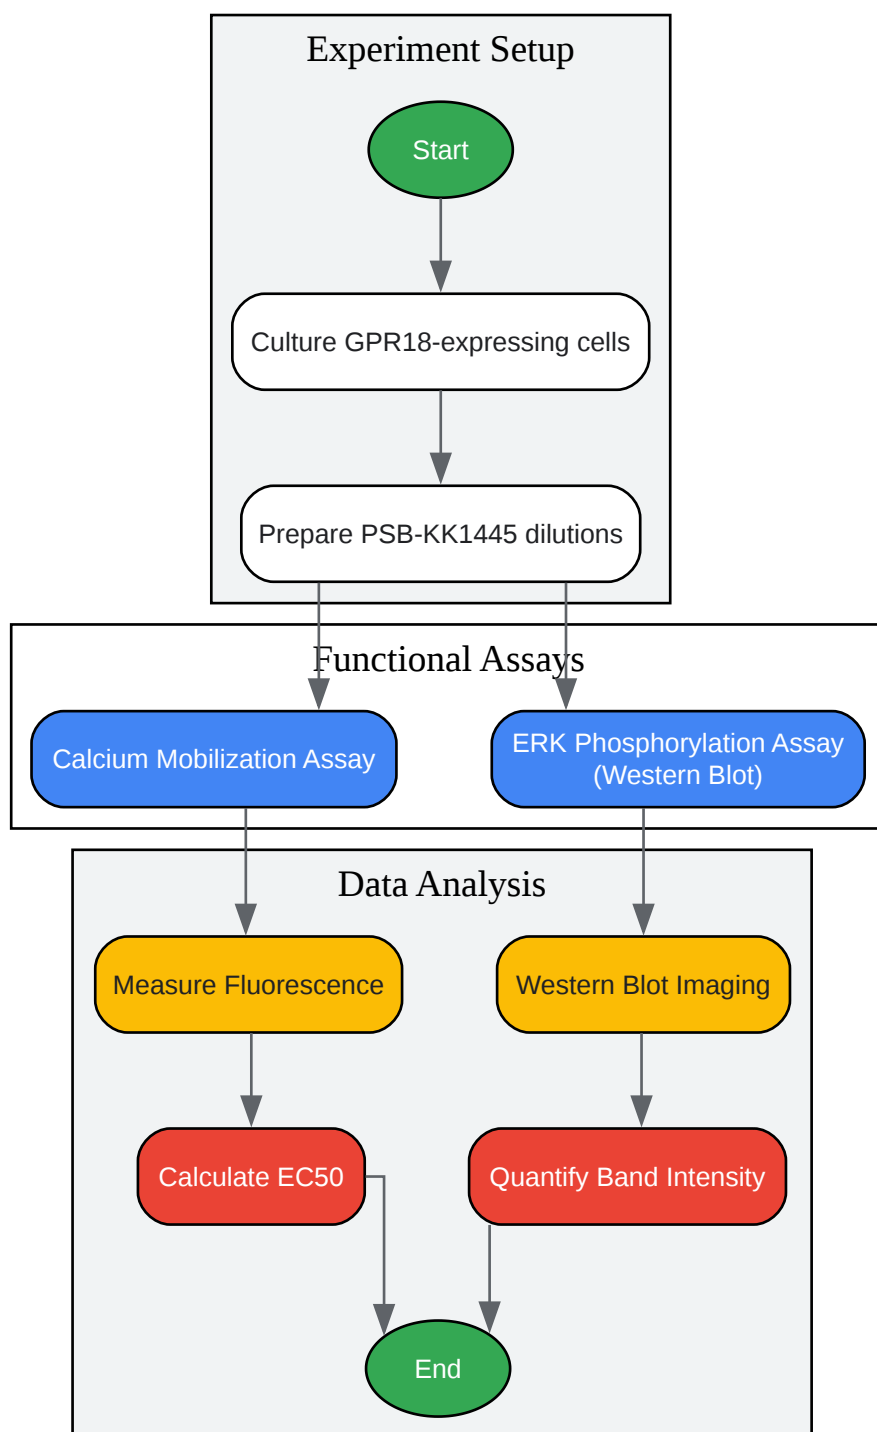 Experiment Setup
Start
Culture GPR18-expressing cells
Prepare PSB-KK1445 dilutions
Functional Assays
Calcium Mobilization Assay
ERK Phosphorylation Assay
(Western Blot)
Data Analysis
Measure Fluorescence
Western Blot Imaging
Calculate EC50
Quantify Band Intensity
End